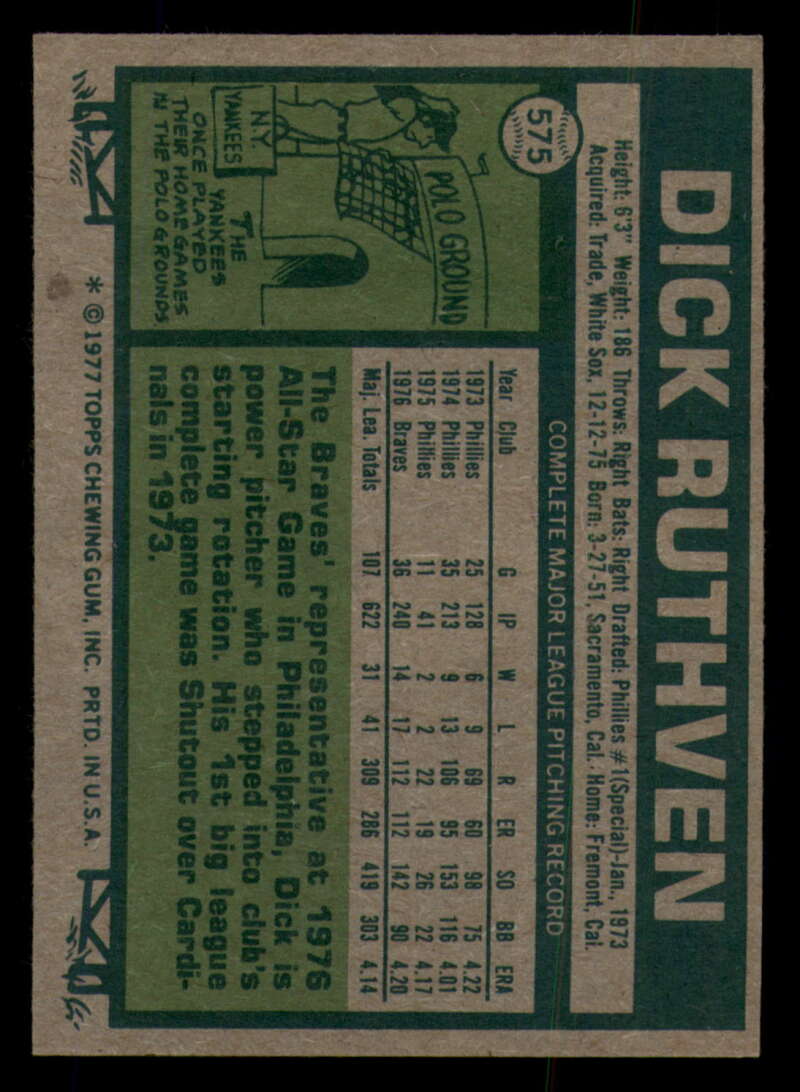 575
DICK RUTHVEN
Height: 6'3" Weight: 186 Throws: Right Bats: Right Drafted: Phillies #1(Special)-Jan., 1973
Acquired: Trade, White Sox, 12-12-75 Born: 3-27-51, Sacramento, Cal. Home: Fremont, Cal.
COMPLETE MAJOR LEAGUE PITCHING RECORD
Year Club G IP W L R ER SO BB ERA
1973 Phillies 25 128 6 9 69 60 98 75 4.22
1974 Phillies 35 213 9 13 106 95 153 116 4.01
1975 Phillies 11 41 2 2 22 19 26 22 4.17
1976 Braves 36 240 14 17 112 112 142 90 4.20
Maj. Lea. Totals 107 622 31 41 309 286 419 303 4.14
POLO GROUND
N.Y.
YANKEES
THE
YANKEES
ONCE PLAYED
THEIR HOME GAMES
IN THE POLO GROUNDS
The Braves' representative at 1976
All-Star Game in Philadelphia, Dick is
power pitcher who stepped into club's
starting rotation. His 1st big league
complete game was Shutout over Cardi-
nals in 1973.
* © 1977 TOPPS CHEWING GUM, INC. PRTD. IN U.S.A.